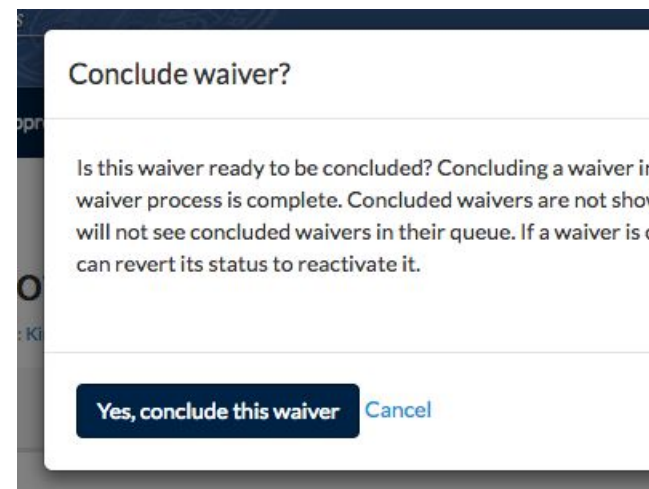 Conclude waiver?
Is this waiver ready to be concluded? Concluding a waiver
waiver process is complete. Concluded waivers are not
will not see concluded waivers in their queue. If a waiver is
can revert its status to reactivate it.
Yes, conclude this waiver Cancel